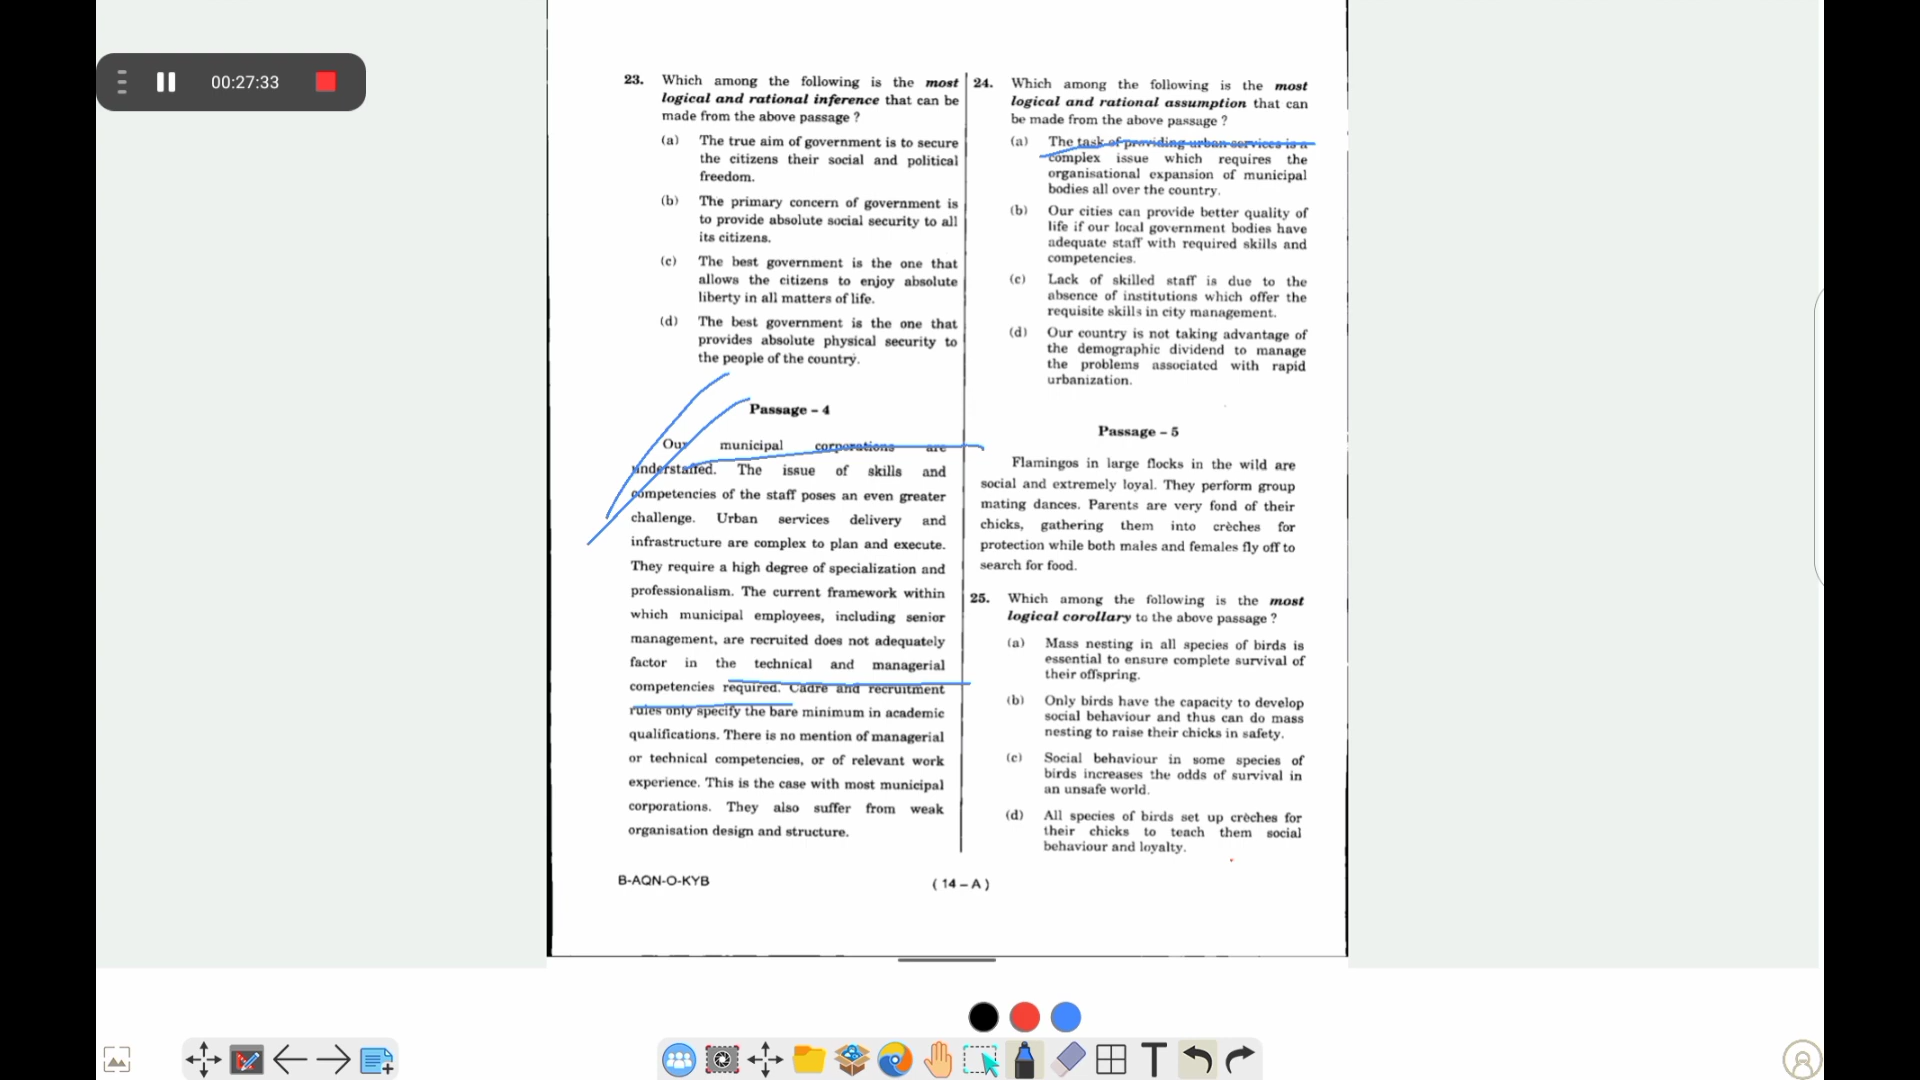 00:27:33
23. Which among the following is the most
logical and rational inference that can be
made from the above passage ?
(a) The true aim of government is to secure
the citizens their social and political
freedom.
(b) The primary concern of government is
to provide absolute social security to all
its citizens.
(c) The best government is the one that
allows the citizens to enjoy absolute
liberty in all matters of life.
(d) The best government is the one that
provides absolute physical security to
the people of the country.
Passage – 4
Our municipal corporations are
understaffed. The issue of skills and
competencies of the staff poses an even greater
challenge. Urban services delivery and
infrastructure are complex to plan and execute.
They require a high degree of specialization and
professionalism. The current framework within
which municipal employees, including senior
management, are recruited does not adequately
factor in the technical and managerial
competencies required. Cadre and recruitment
rules only specify the bare minimum in academic
qualifications. There is no mention of managerial
or technical competencies, or of relevant work
experience. This is the case with most municipal
corporations. They also suffer from weak
organisation design and structure.
24. Which among the following is the most
logical and rational assumption that can
be made from the above passage ?
(a) The task of providing urban services is a
complex issue which requires the
organisational expansion of municipal
bodies all over the country.
(b) Our cities can provide better quality of
life if our local government bodies have
adequate staff with required skills and
competencies.
(c) Lack of skilled staff is due to the
absence of institutions which offer the
requisite skills in city management.
(d) Our country is not taking advantage of
the demographic dividend to manage
the problems associated with rapid
urbanization.
Passage – 5
Flamingos in large flocks in the wild are
social and extremely loyal. They perform group
mating dances. Parents are very fond of their
chicks, gathering them into crèches for
protection while both males and females fly off to
search for food.
25. Which among the following is the most
logical corollary to the above passage ?
(a) Mass nesting in all species of birds is
essential to ensure complete survival of
their offspring.
(b) Only birds have the capacity to develop
social behaviour and thus can do mass
nesting to raise their chicks in safety.
(c) Social behaviour in some species of
birds increases the odds of survival in
an unsafe world.
(d) All species of birds set up crèches for
their chicks to teach them social
behaviour and loyalty.
B-AQN-O-KYB
( 14 – A )
T